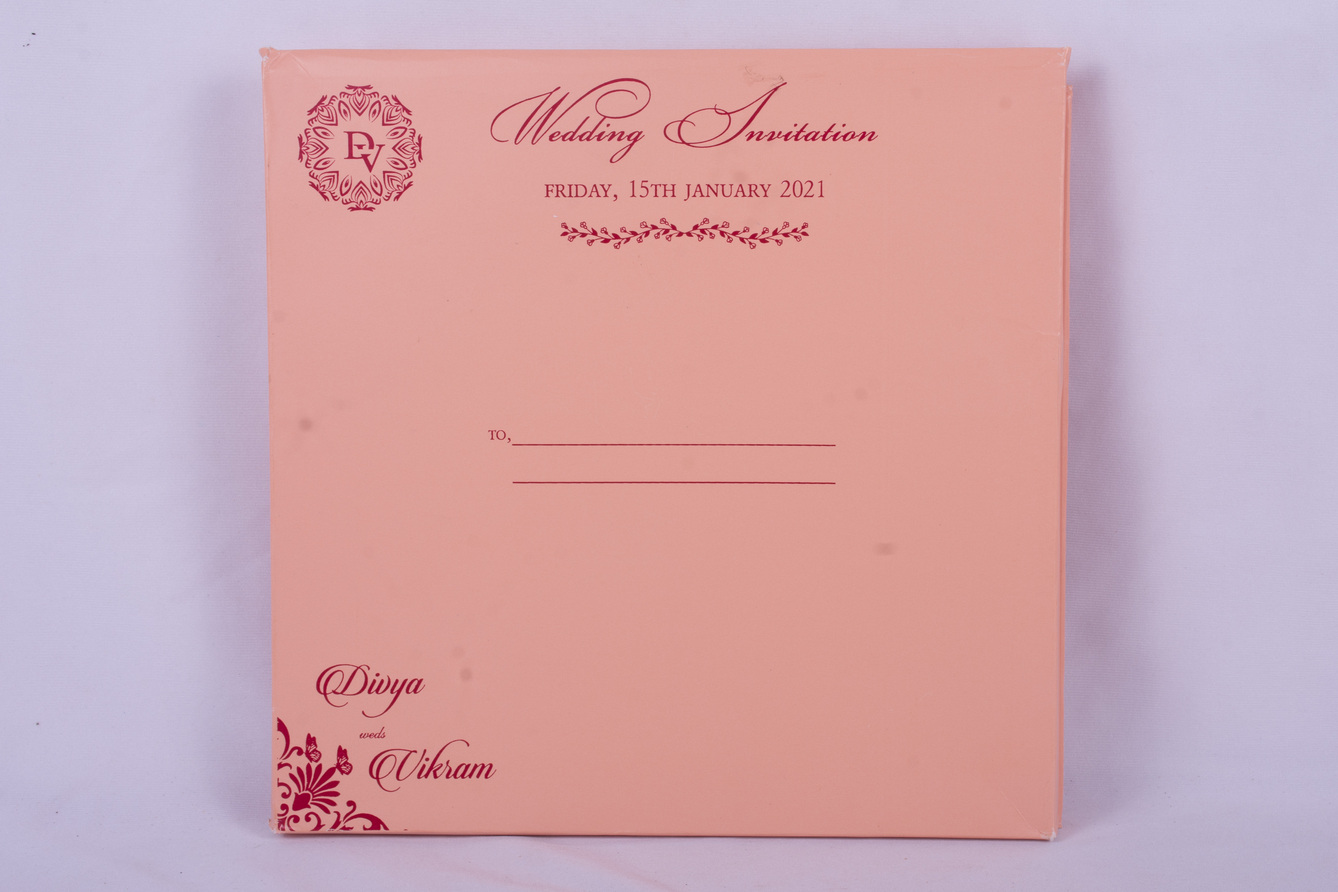 DV
Wedding Invitation
FRIDAY, 15TH JANUARY 2021
TO,
Divya
weds
Vikram